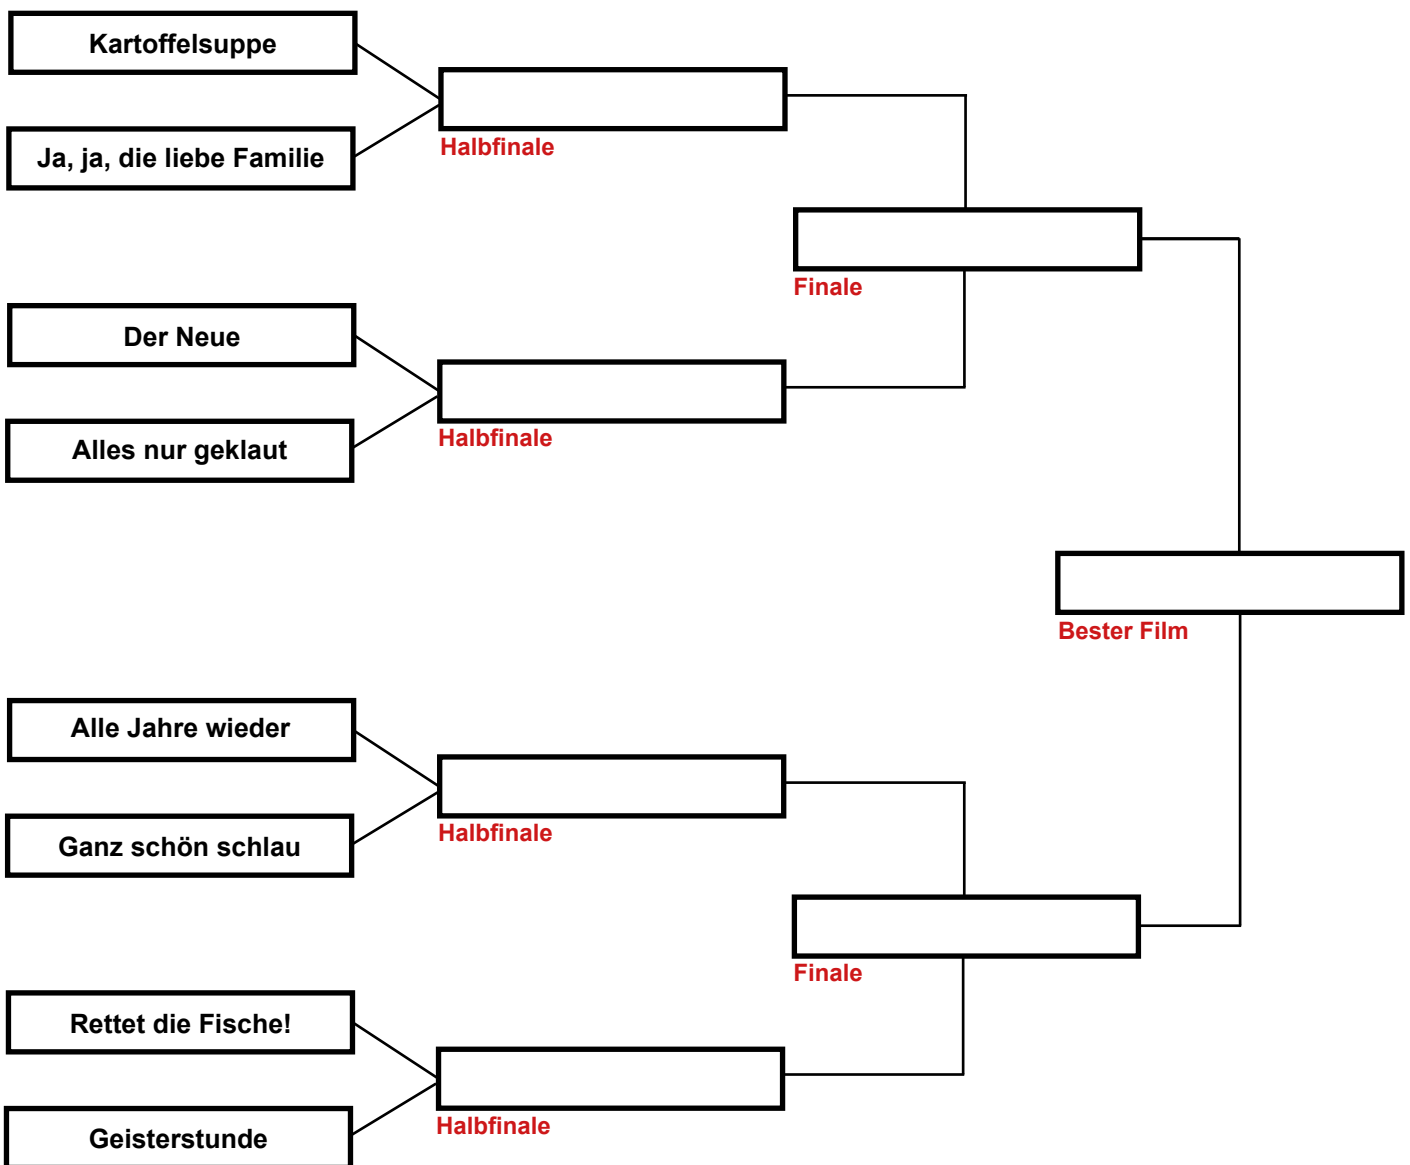 Kartoffelsuppe
Halbfinale
Ja, ja, die liebe Familie
Finale
Der Neue
Halbfinale
Alles nur geklaut
Bester Film
Alle Jahre wieder
Halbfinale
Ganz schön schlau
Finale
Rettet die Fische!
Halbfinale
Geisterstunde